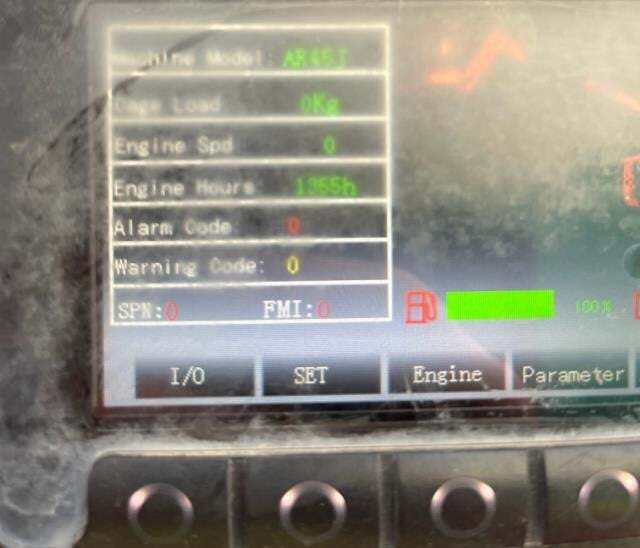 Machine Model: AR45J
Cage Load: 0Kg
Engine Spd 0
Engine Hours: 1355h
Alarm Code: 0
Warning Code: 0
SPN:0 FMI:0
100%
I/O SET Engine Parameter